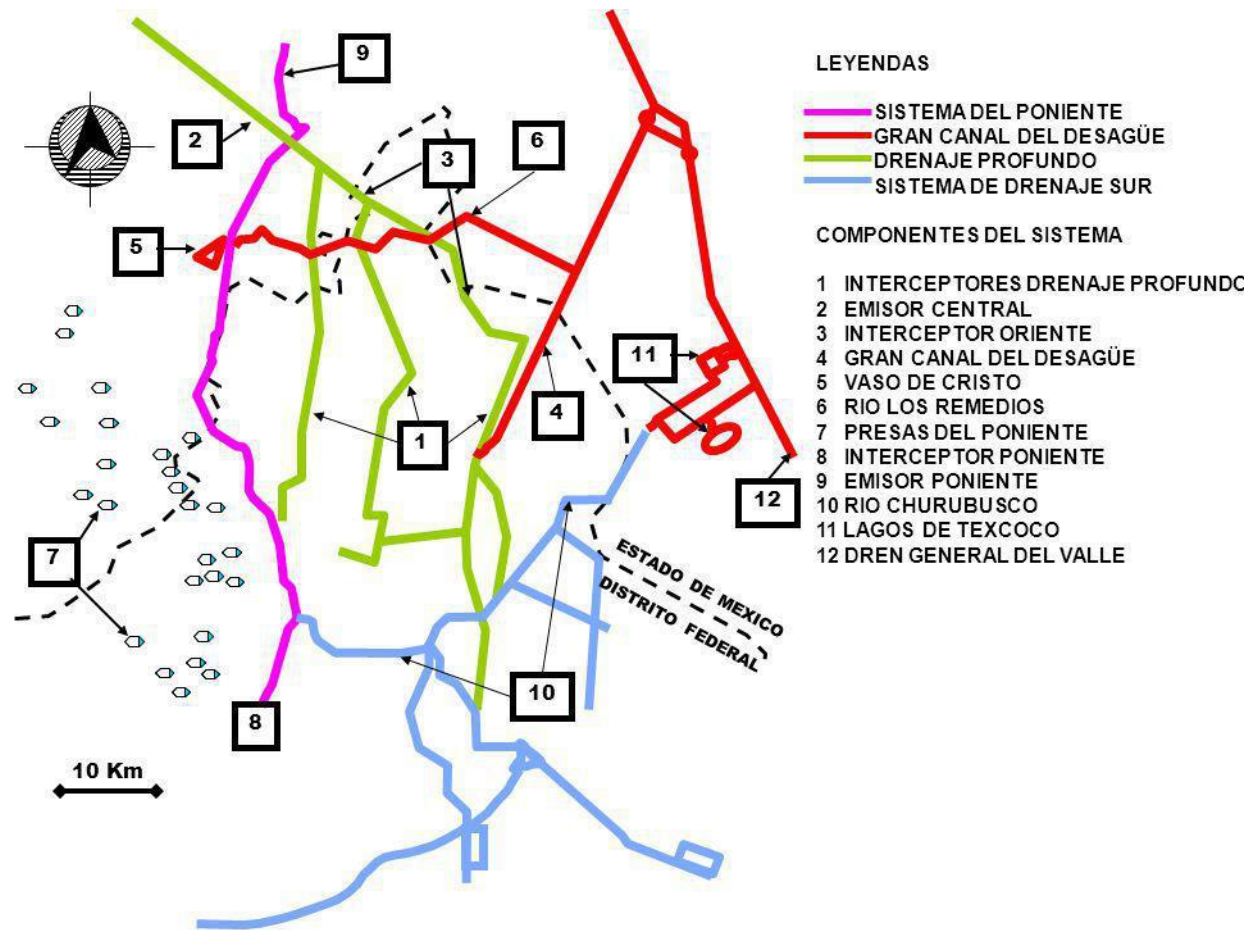 9
2
3
6
5
11
4
1
12
7
10
8
10 Km
ESTADO DE MEXICO
DISTRITO FEDERAL
LEYENDAS
SISTEMA DEL PONIENTE
GRAN CANAL DEL DESAGÜE
DRENAJE PROFUNDO
SISTEMA DE DRENAJE SUR
COMPONENTES DEL SISTEMA
1 INTERCEPTORES DRENAJE PROFUNDO
2 EMISOR CENTRAL
3 INTERCEPTOR ORIENTE
4 GRAN CANAL DEL DESAGÜE
5 VASO DE CRISTO
6 RIO LOS REMEDIOS
7 PRESAS DEL PONIENTE
8 INTERCEPTOR PONIENTE
9 EMISOR PONIENTE
10 RIO CHURUBUSCO
11 LAGOS DE TEXCOCO
12 DREN GENERAL DEL VALLE